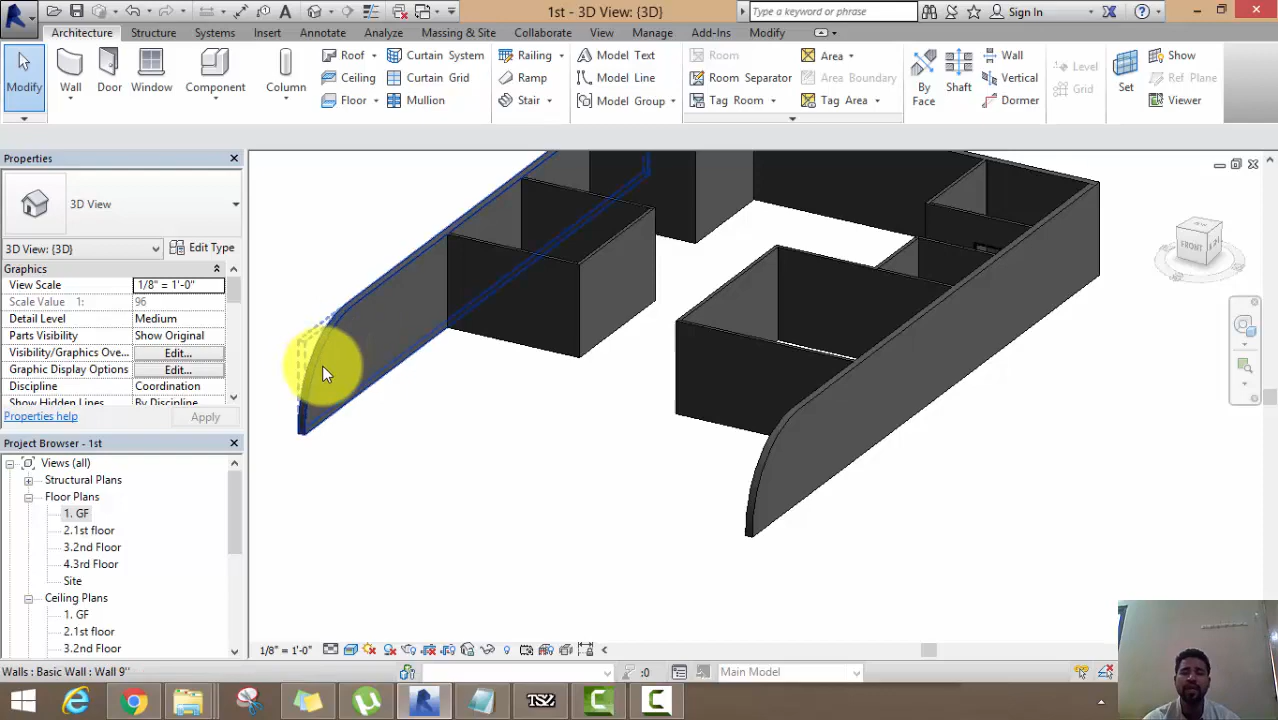 1st - 3D View: {3D}
Type a keyword or phrase
Sign In
Architecture Structure Systems Insert Annotate Analyze Massing & Site Collaborate View Manage Add-Ins Modify
Modify
Wall
Door
Window
Component
Column
Roof
Ceiling
Floor
Curtain System
Curtain Grid
Mullion
Railing
Ramp
Stair
Model Text
Model Line
Model Group
Room
Room Separator
Tag Room
Area
Area Boundary
Tag Area
By Face
Shaft
Wall
Vertical
Dormer
Level
Grid
Set
Show
Ref Plane
Viewer
Properties
3D View
3D View: {3D} Edit Type
Graphics
View Scale 1/8" = 1'-0"
Scale Value 1: 96
Detail Level Medium
Parts Visibility Show Original
Visibility/Graphics Ove... Edit...
Graphic Display Options Edit...
Discipline Coordination
Show Hidden Lines By Discipline
Properties help Apply
Project Browser - 1st
Views (all)
Structural Plans
Floor Plans
1. GF
2.1st floor
3.2nd Floor
4.3rd Floor
Site
Ceiling Plans
1. GF
2.1st floor
3.2nd Floor
FRONT
1/8" = 1'-0"
Walls : Basic Wall : Wall 9"
:0
Main Model
TS2